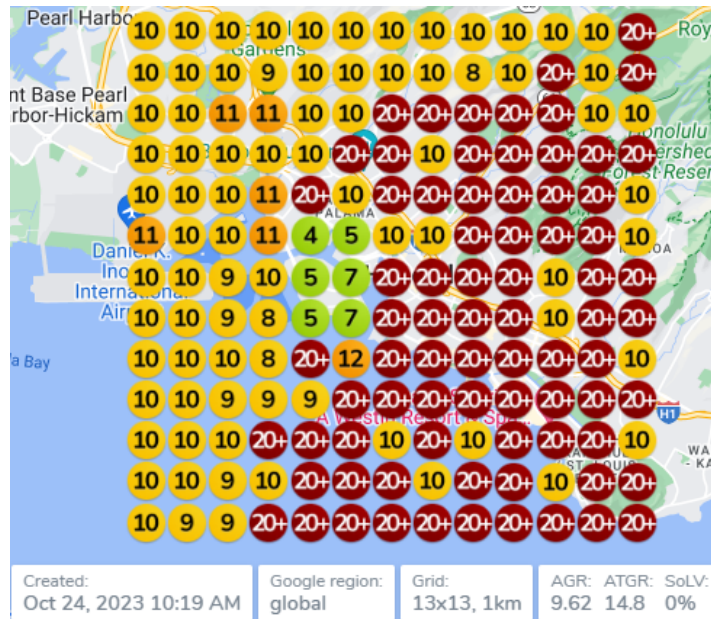 Pearl Harbo
Gardens
Roy
10 10 10 10 10 10 10 10 10 10 10 10 20+
10 10 10 9 10 10 10 10 8 10 20+ 10 20+
nt Base Pearl
rbor-Hickam
10 10 11 11 10 10 20+ 20+ 20+ 20+ 20+ 10 10
Honolulu
10 10 10 10 10 20+ 20+ 10 20+ 20+ 20+ 20+ 20+
Forest Reser
10 10 10 11 20+ 10 20+ 20+ 20+ 20+ 20+ 20+ 10
PALAMA
11 10 10 11 4 5 10 10 20+ 20+ 20+ 20+ 10
Daniel K.
Ino
International
Air
10 10 9 10 5 7 20+ 20+ 20+ 20+ 10 20+ 20+
10 10 9 8 5 7 20+ 20+ 20+ 20+ 10 20+ 20+
a Bay
10 10 10 8 20+ 12 20+ 20+ 20+ 20+ 20+ 20+ 10
10 10 9 9 9 20+ 20+ 20+ 20+ 20+ 20+ 20+ 20+
A Westin Resort & Spa...
H1
10 10 10 20+ 20+ 20+ 10 20+ 10 20+ 20+ 20+ 10
ST. LOUIS
WA
- KA
10 10 9 10 20+ 20+ 20+ 10 20+ 20+ 10 20+ 20+
10 9 9 20+ 20+ 20+ 20+ 20+ 20+ 20+ 20+ 20+ 20+
Created:
Oct 24, 2023 10:19 AM
Google region:
global
Grid:
13x13, 1km
AGR: ATGR: SoLV:
9.62 14.8 0%